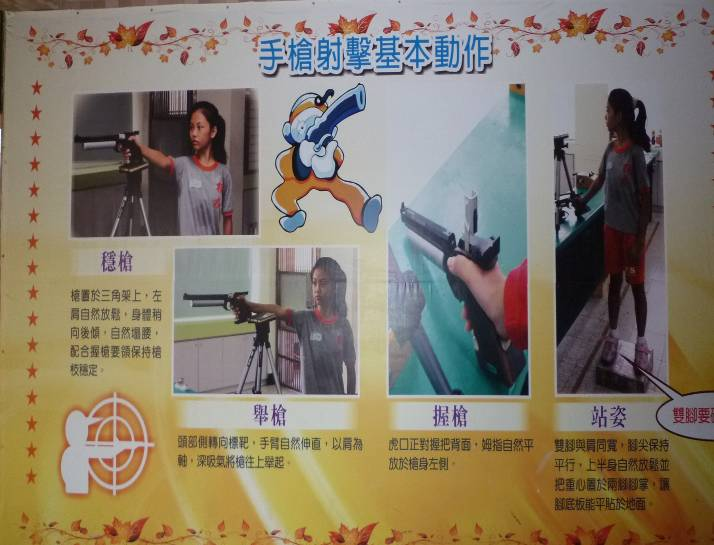 手槍射擊基本動作
穩槍
槍置於三角架上，左
肩自然放鬆，身體稍
向後傾，自然塌腰，
配合握槍要領保持槍
枝穩定。
舉槍
頭部側轉向標靶，手臂自然伸直，以肩為
軸，深吸氣將槍往上舉起。
握槍
虎口正對握把背面，姆指自然平
放於槍身左側。
站姿
雙腳與肩同寬，腳尖保持
平行，上半身自然放鬆並
把重心置於兩腳腳掌，讓
腳底板能平貼於地面。
雙腳要